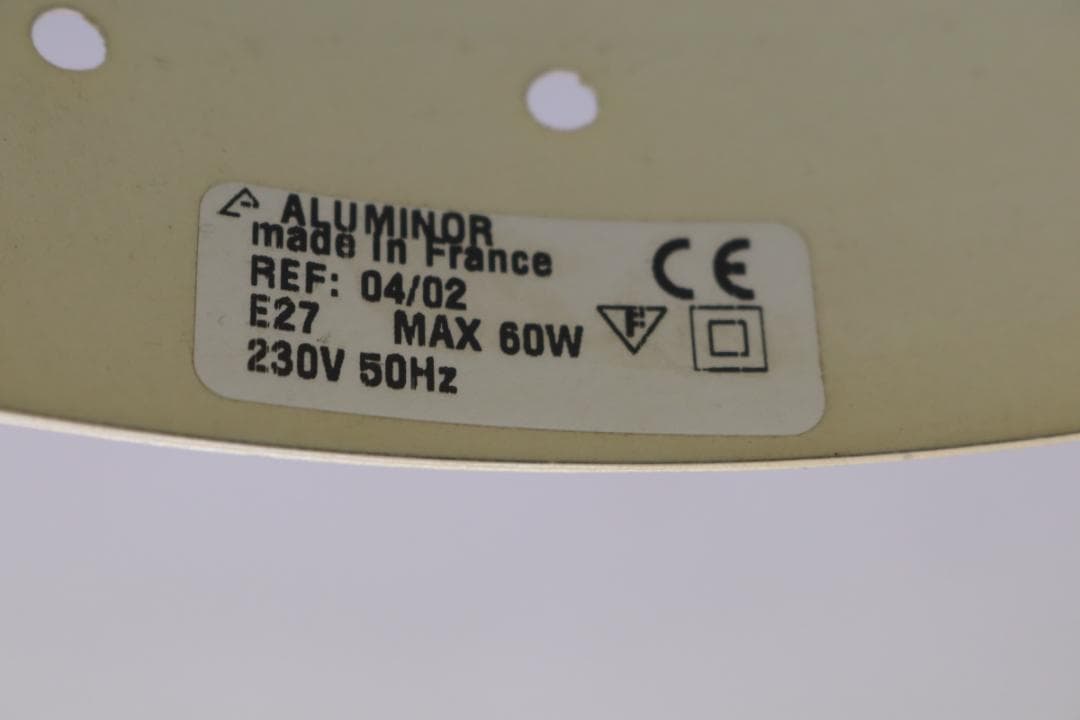 ALUMINOR
made in France
REF: 04/02
E27 MAX 60W
230V 50Hz
CE
F